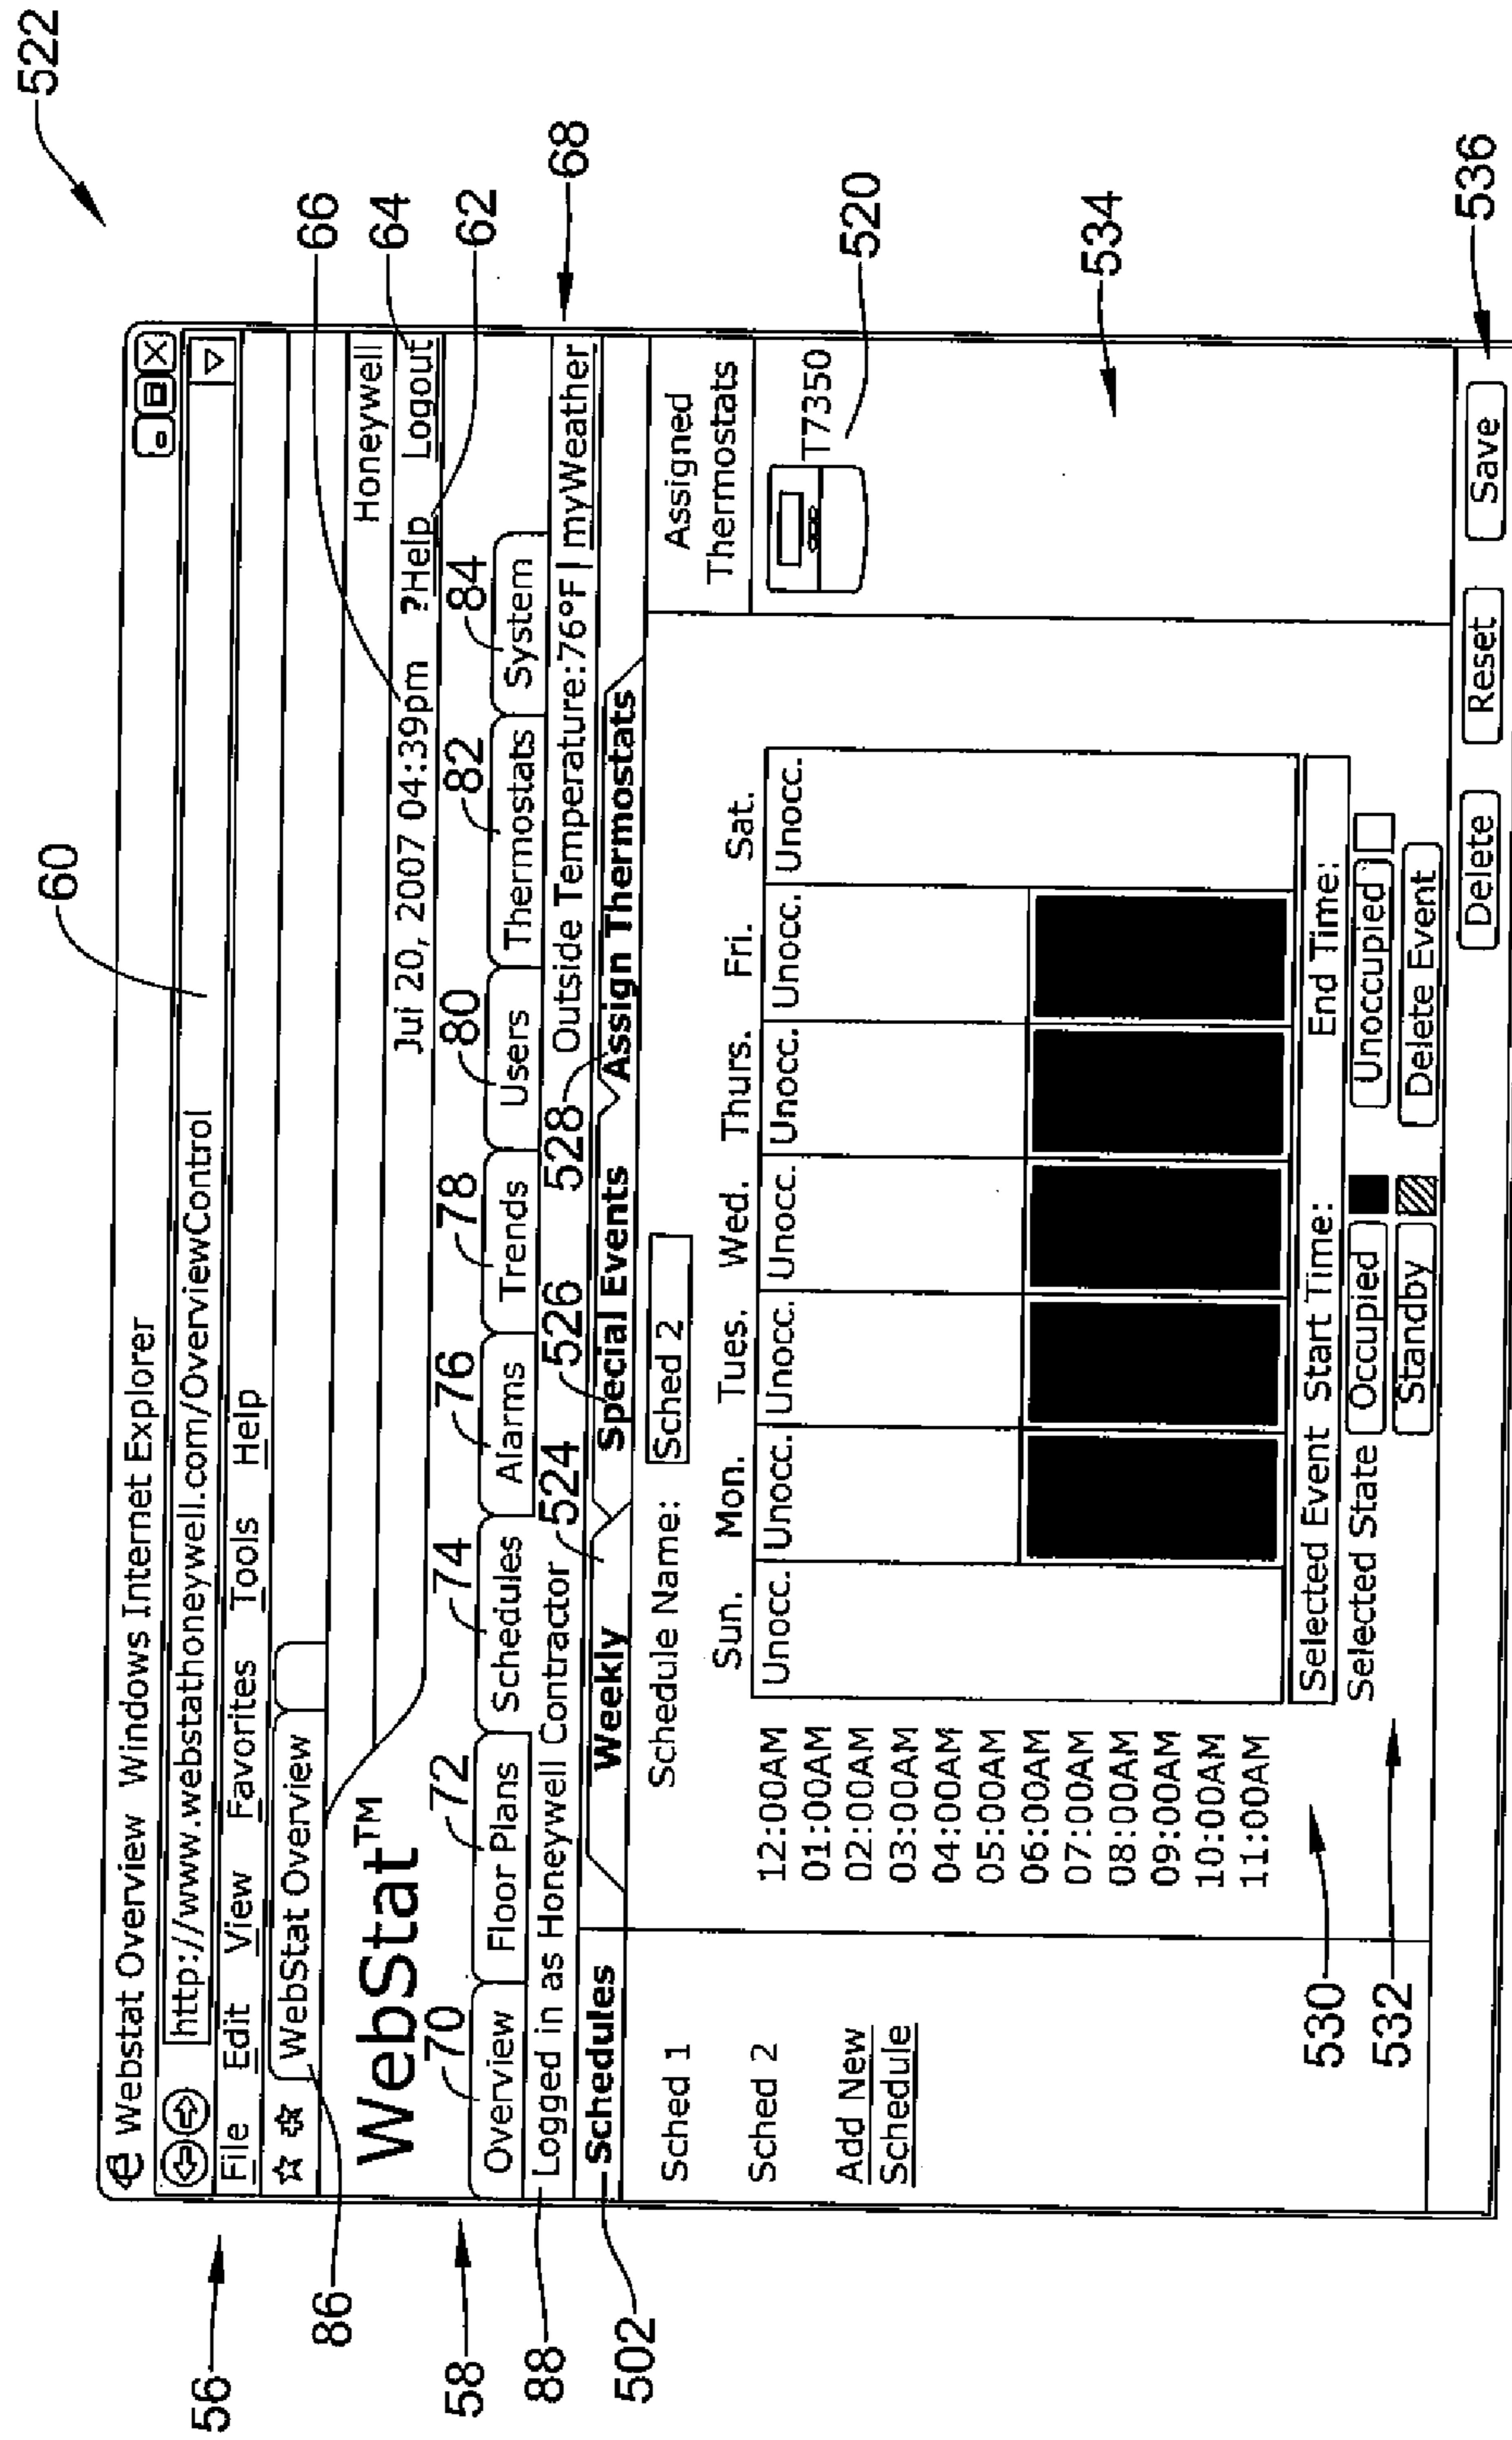 522
60
Webstat Overview Windows Internet Explorer
http://www.webstathoneywell.com/OverviewControl
56
File Edit View Favorites Tools Help
WebStat Overview
86
66
64
62
Honeywell
WebStat™
Jul 20, 2007 04:39pm ?Help Logout
58
70 72 74 76 78 80 82 84
Overview Floor Plans Schedules Alarms Trends Users Thermostats System
68
88
Logged in as Honeywell Contractor 524 526 528 Outside Temperature:76°F | myWeather
502
Schedules Weekly Special Events Assign Thermostats
Schedule Name: Sched 2
Assigned
Thermostats
Sched 1
Sched 2
Add New
Schedule
Sun. Mon. Tues. Wed. Thurs. Fri. Sat.
Unocc. Unocc. Unocc. Unocc. Unocc. Unocc. Unocc.
12:00AM
01:00AM
02:00AM
03:00AM
04:00AM
05:00AM
06:00AM
07:00AM
08:00AM
09:00AM
10:00AM
11:00AM
T7350
520
534
530
Selected Event Start Time: End Time:
532
Selected State Occupied Unoccupied
Standby Delete Event
Delete Reset Save
536